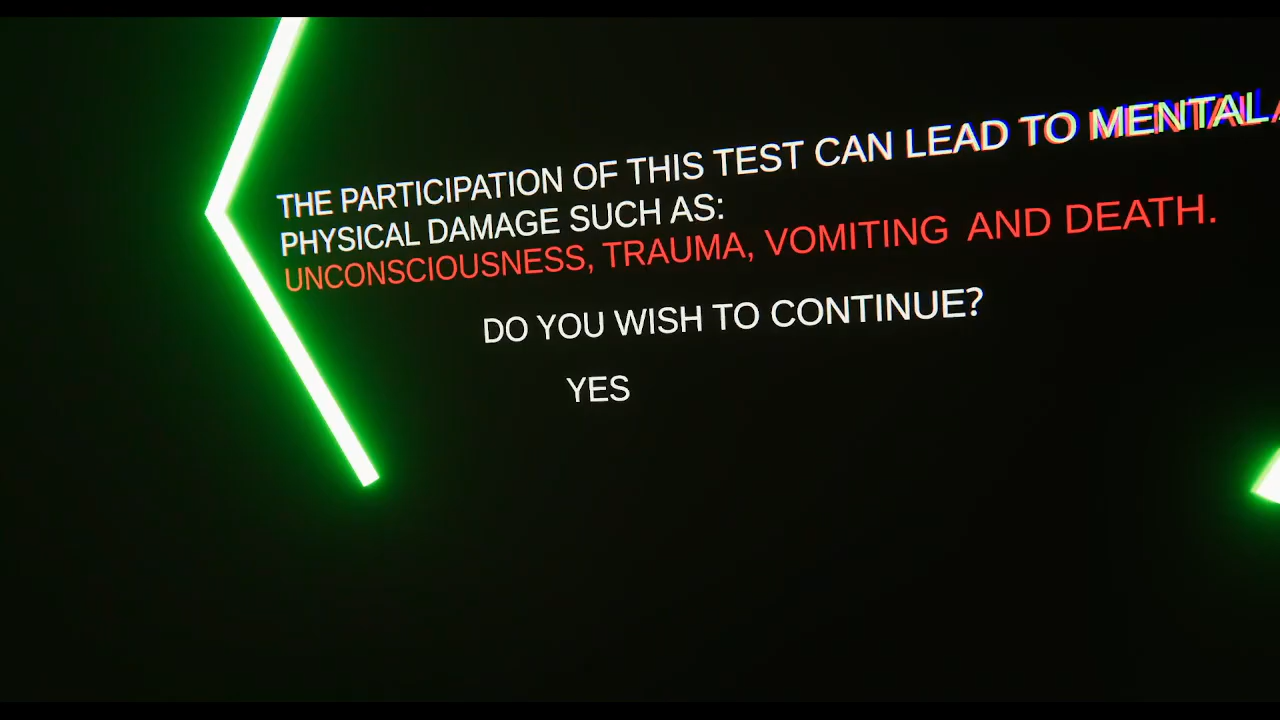 THE PARTICIPATION OF THIS TEST CAN LEAD TO MENTAL
PHYSICAL DAMAGE SUCH AS:
UNCONSCIOUSNESS, TRAUMA, VOMITING AND DEATH.
DO YOU WISH TO CONTINUE?
YES